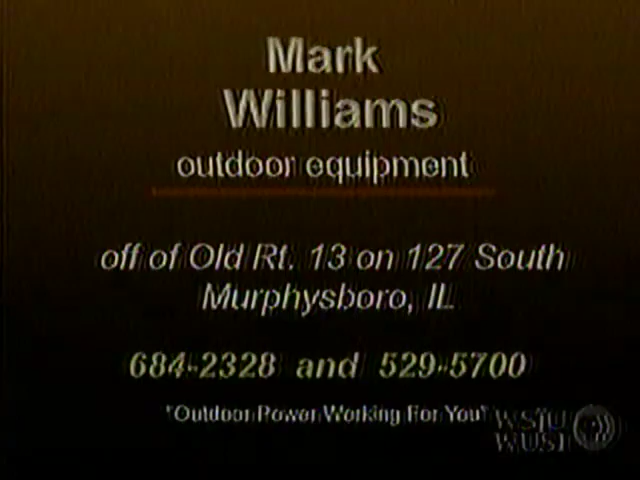 Mark
Williams
outdoor equipment
off of Old Rt. 13 on 127 South
Murphysboro, IL
684-2328 and 529-5700
"Outdoor Power Working For You"
WSIU
WUSI